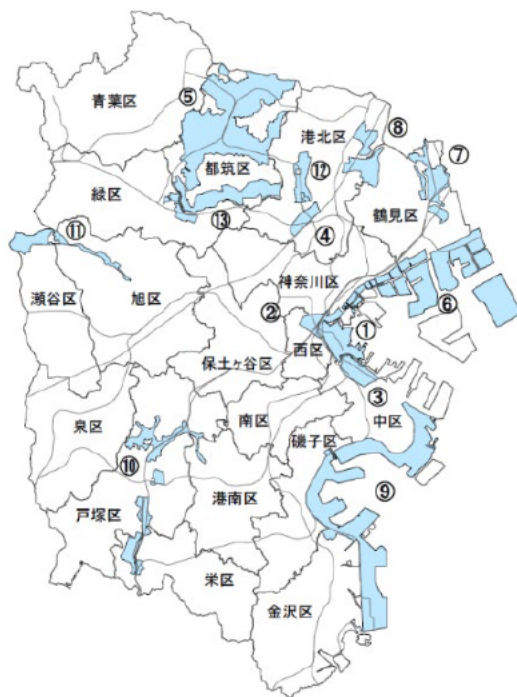 青葉区
⑤
港北区
⑧
⑦
都筑区
⑫
緑区
⑬
鶴見区
④
⑪
神奈川区
瀬谷区
旭区
②
①
⑥
西区
保土ヶ谷区
③
中区
泉区
南区
磯子区
⑩
⑨
戸塚区
港南区
栄区
金沢区